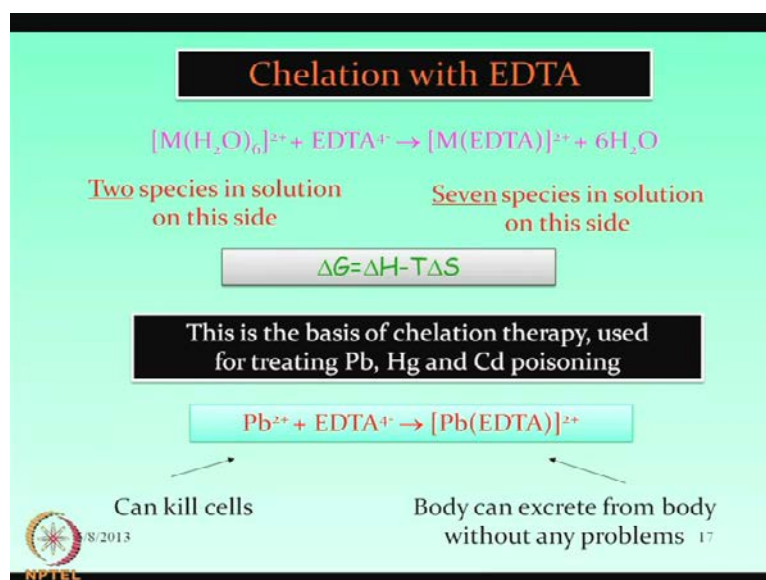 Chelation with EDTA
[M(H₂O)₆]²⁺ + EDTA⁴⁻ → [M(EDTA)]²⁺ + 6H₂O
Two species in solution
on this side
Seven species in solution
on this side
ΔG=ΔH-TΔS
This is the basis of chelation therapy, used
for treating Pb, Hg and Cd poisoning
Pb²⁺ + EDTA⁴⁻ → [Pb(EDTA)]²⁺
Can kill cells
Body can excrete from body
without any problems
/8/2013
17
NPTEL